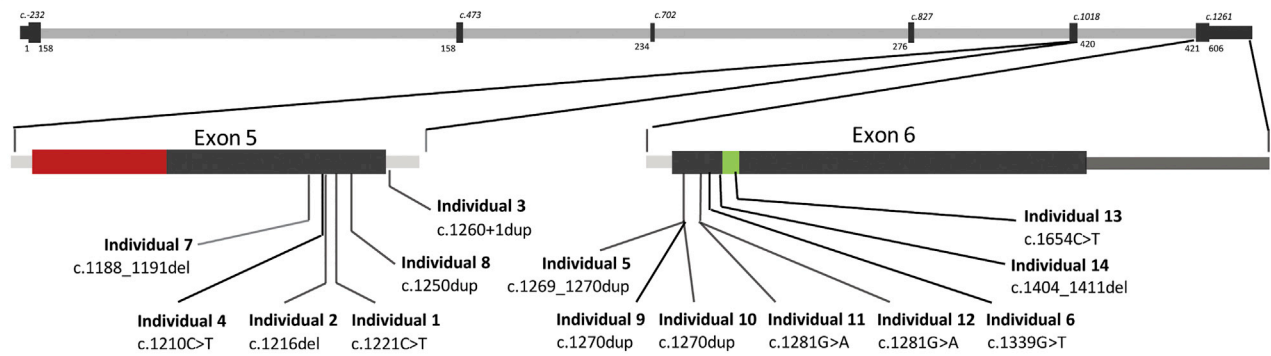 c.-232 c.473 c.702 c.827 c.1018 c.1261
1 158 158 234 276 420 421 606
Exon 5 Exon 6
Individual 3
c.1260+1dup
Individual 13
c.1654C>T
Individual 7
c.1188_1191del
Individual 8
c.1250dup
Individual 5
c.1269_1270dup
Individual 14
c.1404_1411del
Individual 4 Individual 2 Individual 1 Individual 9 Individual 10 Individual 11 Individual 12 Individual 6
c.1210C>T c.1216del c.1221C>T c.1270dup c.1270dup c.1281G>A c.1281G>A c.1339G>T